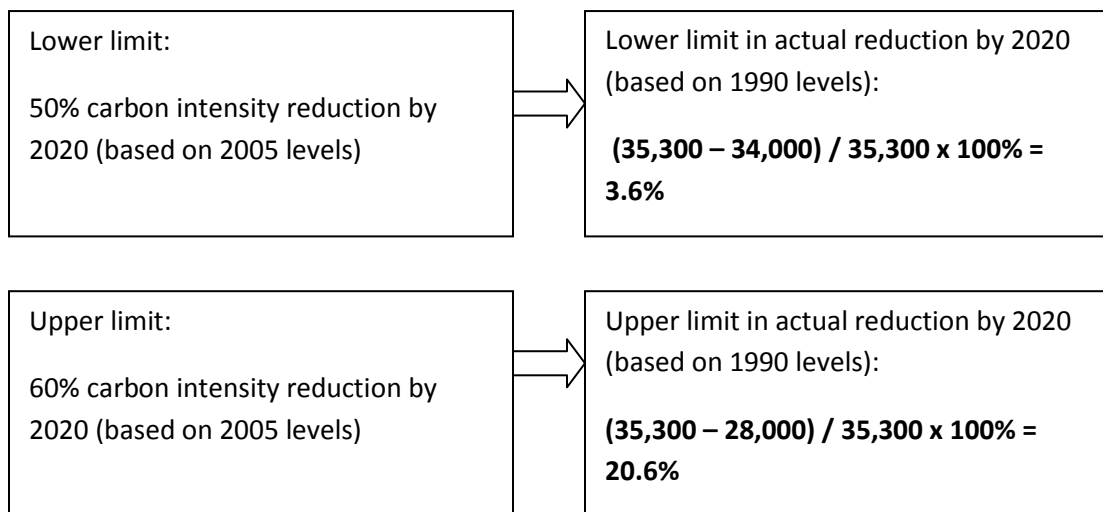 Lower limit:
50% carbon intensity reduction by
2020 (based on 2005 levels)
Lower limit in actual reduction by 2020
(based on 1990 levels):
(35,300 – 34,000) / 35,300 x 100% =
3.6%
Upper limit:
60% carbon intensity reduction by
2020 (based on 2005 levels)
Upper limit in actual reduction by 2020
(based on 1990 levels):
(35,300 – 28,000) / 35,300 x 100% =
20.6%